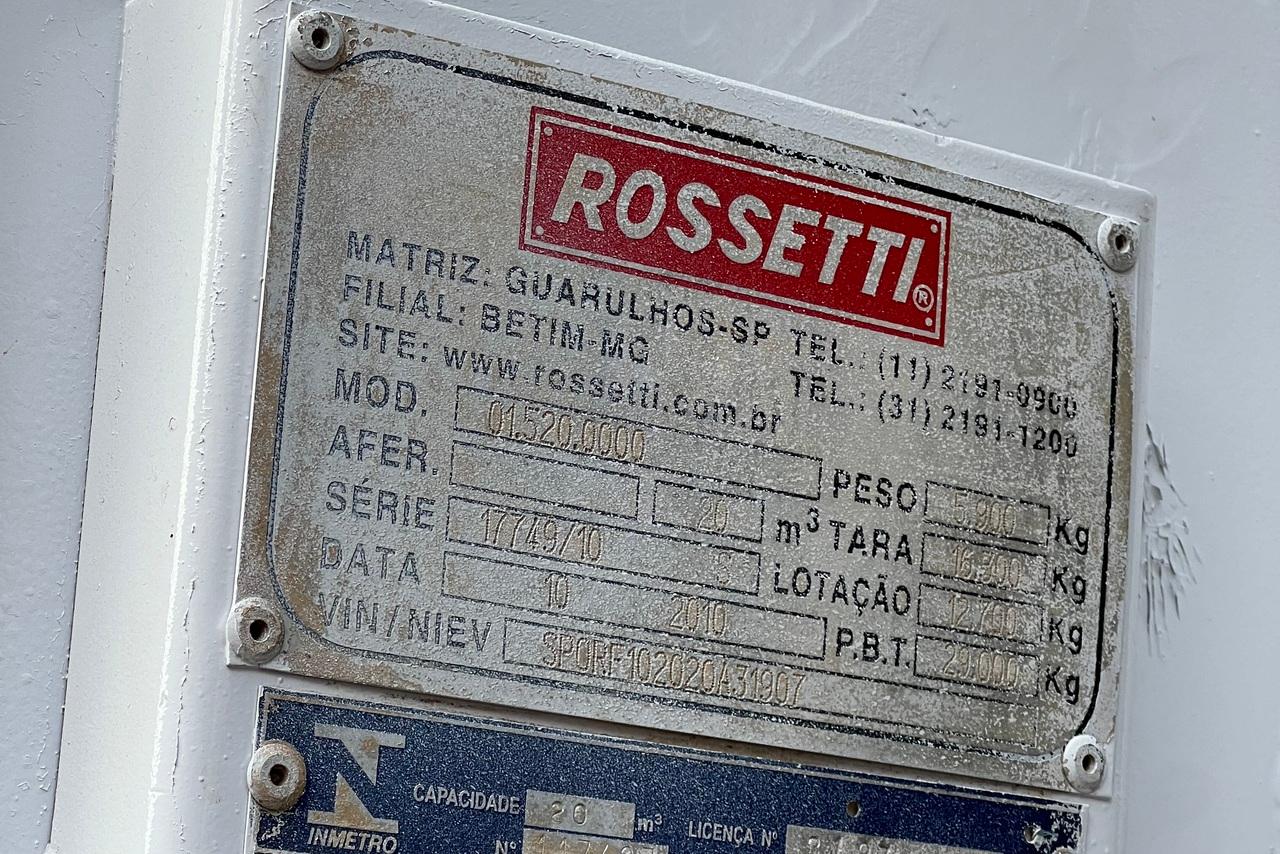 ROSSETTI®
MATRIZ: GUARULHOS-SP TEL.: (11) 2191-0900
FILIAL: BETIM-MG TEL.: (31) 2191-1200
SITE: www.rossetti.com.br
MOD. 01.520.0000 PESO 5.900 Kg
AFER. 20 m³ TARA Kg
SÉRIE 17749/10 S LOTAÇÃO 12.700 Kg
DATA 10 2010 P.B.T. 29.000 Kg
VIN/NIEV
INMETRO
CAPACIDADE 20 m³ LICENÇA Nº
Nº